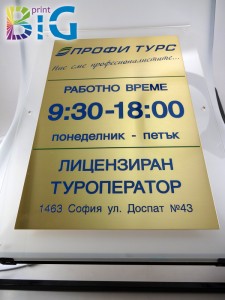 print
BIG
ПРОФИ ТУРС
Ние сме професионалистите...
РАБОТНО ВРЕМЕ
9:30-18:00
понеделник - петък
ЛИЦЕНЗИРАН
ТУРОПЕРАТОР
1463 София ул. Доспат №43